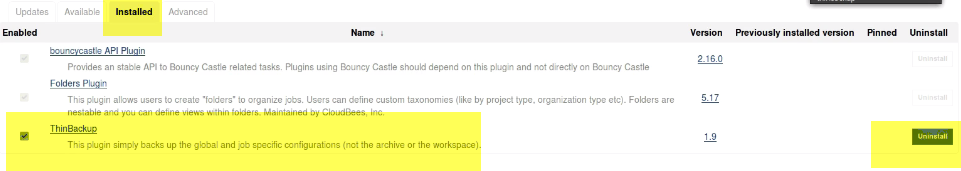 Updates Available Installed Advanced
Enabled Name ↓ Version Previously installed version Pinned Uninstall
bouncycastle API Plugin
Provides an stable API to Bouncy Castle related tasks. Plugins using Bouncy Castle should depend on this plugin and not directly on Bouncy Castle
2.16.0 Uninstall
Folders Plugin
This plugin allows users to create "folders" to organize jobs. Users can define custom taxonomies (like by project type, organization type etc). Folders are
nestable and you can define views within folders. Maintained by CloudBees, Inc.
5.17 Uninstall
ThinBackup
This plugin simply backs up the global and job specific configurations (not the archive or the workspace).
1.9 Uninstall